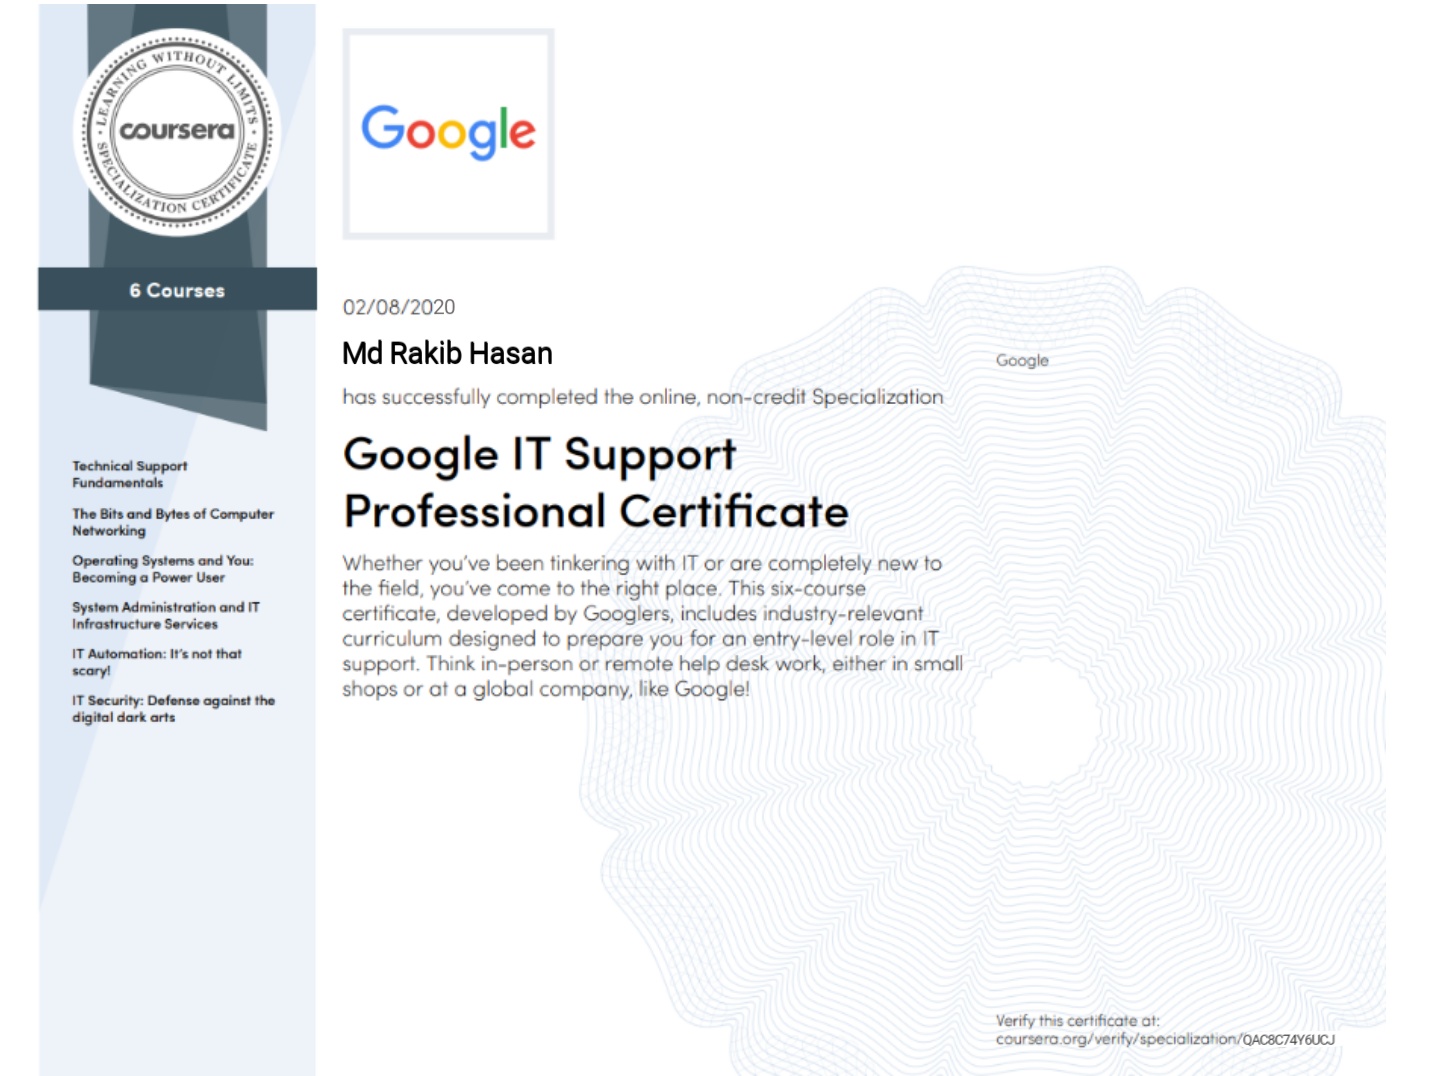 LEARNING WITHOUT LIMITS
coursera
SPECIALIZATION CERTIFICATE
6 Courses
Technical Support
Fundamentals
The Bits and Bytes of Computer
Networking
Operating Systems and You:
Becoming a Power User
System Administration and IT
Infrastructure Services
IT Automation: It's not that
scary!
IT Security: Defense against the
digital dark arts
Google
02/08/2020
Md Rakib Hasan
has successfully completed the online, non-credit Specialization
Google IT Support
Professional Certificate
Whether you've been tinkering with IT or are completely new to
the field, you've come to the right place. This six-course
certificate, developed by Googlers, includes industry-relevant
curriculum designed to prepare you for an entry-level role in IT
support. Think in-person or remote help desk work, either in small
shops or at a global company, like Google!
Google
Verify this certificate at:
coursera.org/verify/specialization/QAC8C74Y6UCJ